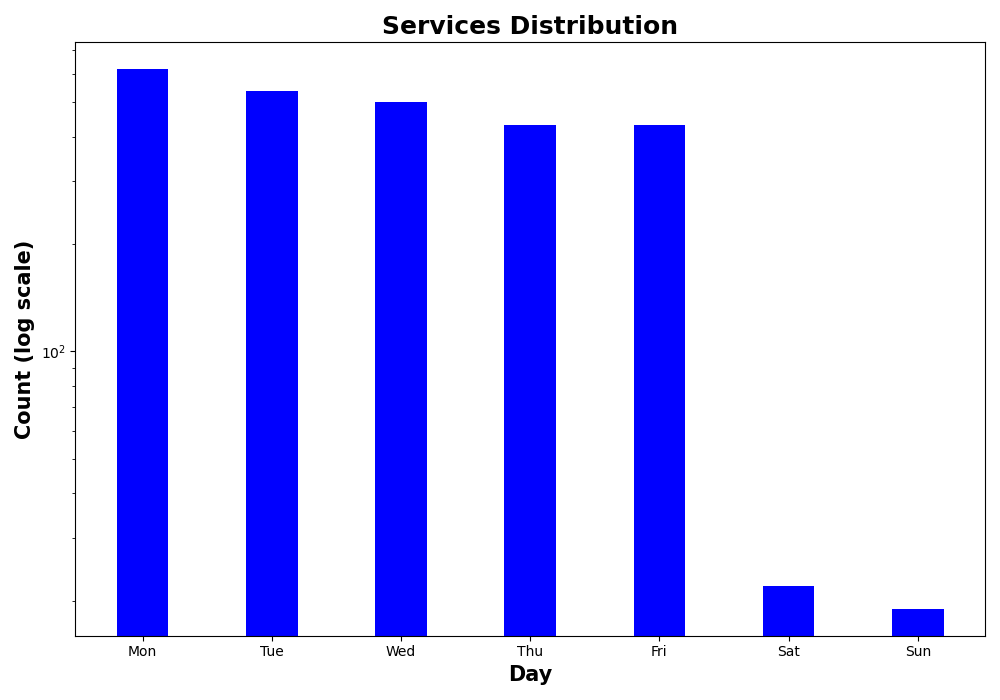 Services Distribution
Count (log scale)
10²
Mon Tue Wed Thu Fri Sat Sun
Day